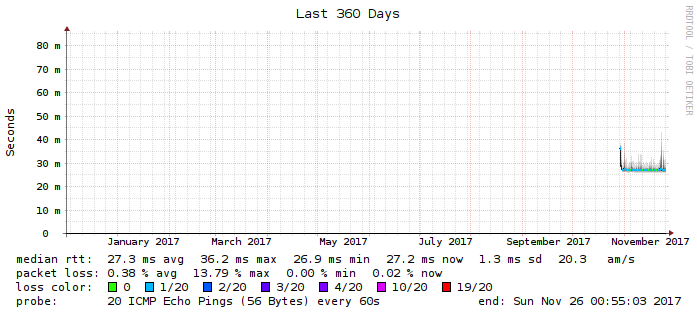 Last 360 Days
RRDTOOL / TOBI OETIKER
Seconds
80 m
70 m
60 m
50 m
40 m
30 m
20 m
10 m
0
January 2017 March 2017 May 2017 July 2017 September 2017 November 2017
median rtt: 27.3 ms avg 36.2 ms max 26.9 ms min 27.2 ms now 1.3 ms sd 20.3 am/s
packet loss: 0.38 % avg 13.79 % max 0.00 % min 0.02 % now
loss color: 0 1/20 2/20 3/20 4/20 10/20 19/20
probe: 20 ICMP Echo Pings (56 Bytes) every 60s end: Sun Nov 26 00:55:03 2017